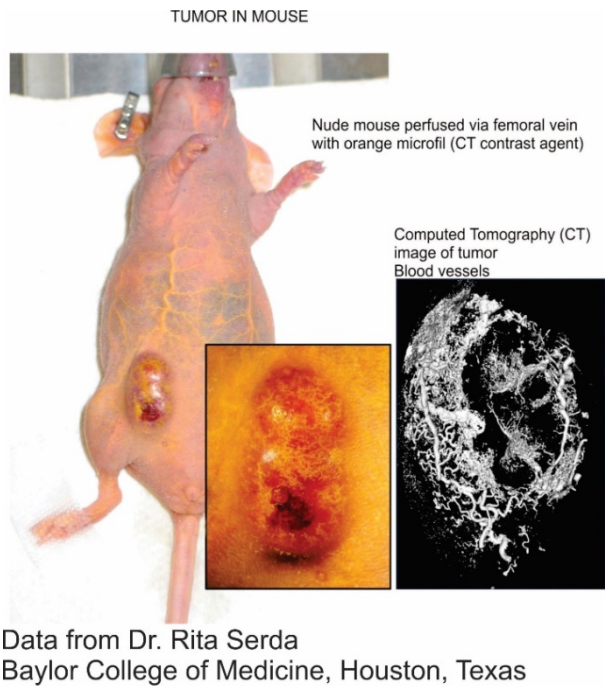 TUMOR IN MOUSE
Nude mouse perfused via femoral vein
with orange microfil (CT contrast agent)
Computed Tomography (CT)
image of tumor
Blood vessels
Data from Dr. Rita Serda
Baylor College of Medicine, Houston, Texas